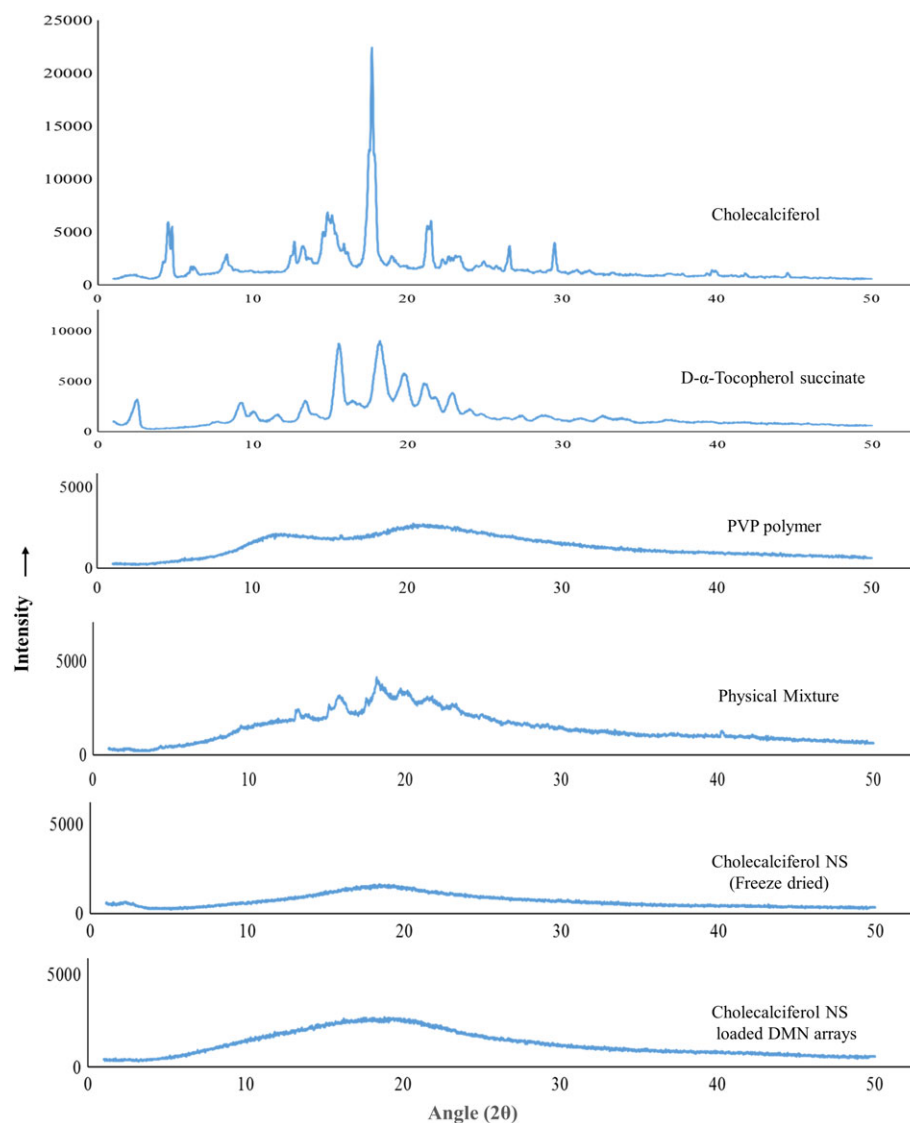 25000
20000
15000
10000
5000
0
Cholecalciferol
0 10 20 30 40 50
10000
5000
0
D-α-Tocopherol succinate
0 10 20 30 40 50
5000
0
PVP polymer
0 10 20 30 40 50
Intensity →
5000
0
Physical Mixture
0 10 20 30 40 50
5000
0
Cholecalciferol NS
(Freeze dried)
0 10 20 30 40 50
5000
0
Cholecalciferol NS
loaded DMN arrays
0 10 20 30 40 50
Angle (2θ)